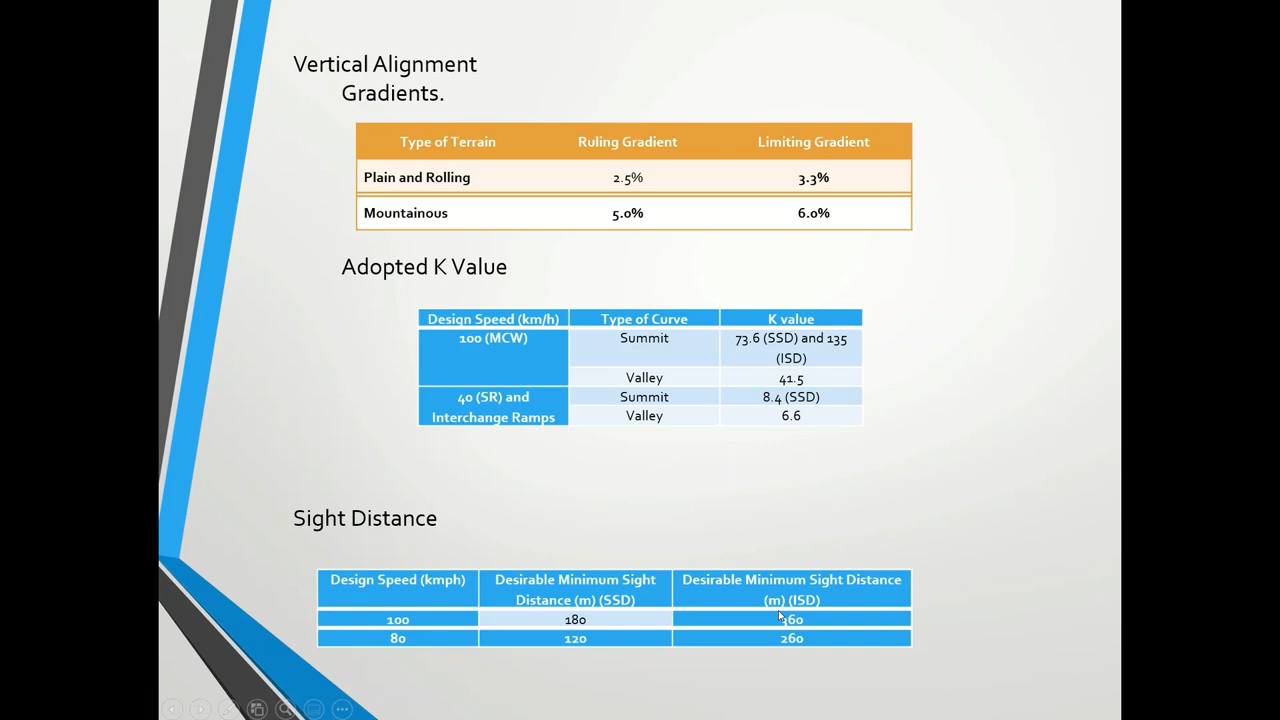 Vertical Alignment
Gradients.
Type of Terrain Ruling Gradient Limiting Gradient
Plain and Rolling 2.5% 3.3%
Mountainous 5.0% 6.0%
Adopted K Value
Design Speed (km/h) Type of Curve K value
100 (MCW) Summit 73.6 (SSD) and 135
(ISD)
Valley 41.5
40 (SR) and Summit 8.4 (SSD)
Interchange Ramps Valley 6.6
Sight Distance
Design Speed (kmph) Desirable Minimum Sight Desirable Minimum Sight Distance
Distance (m) (SSD) (m) (ISD)
100 180 360
80 120 260